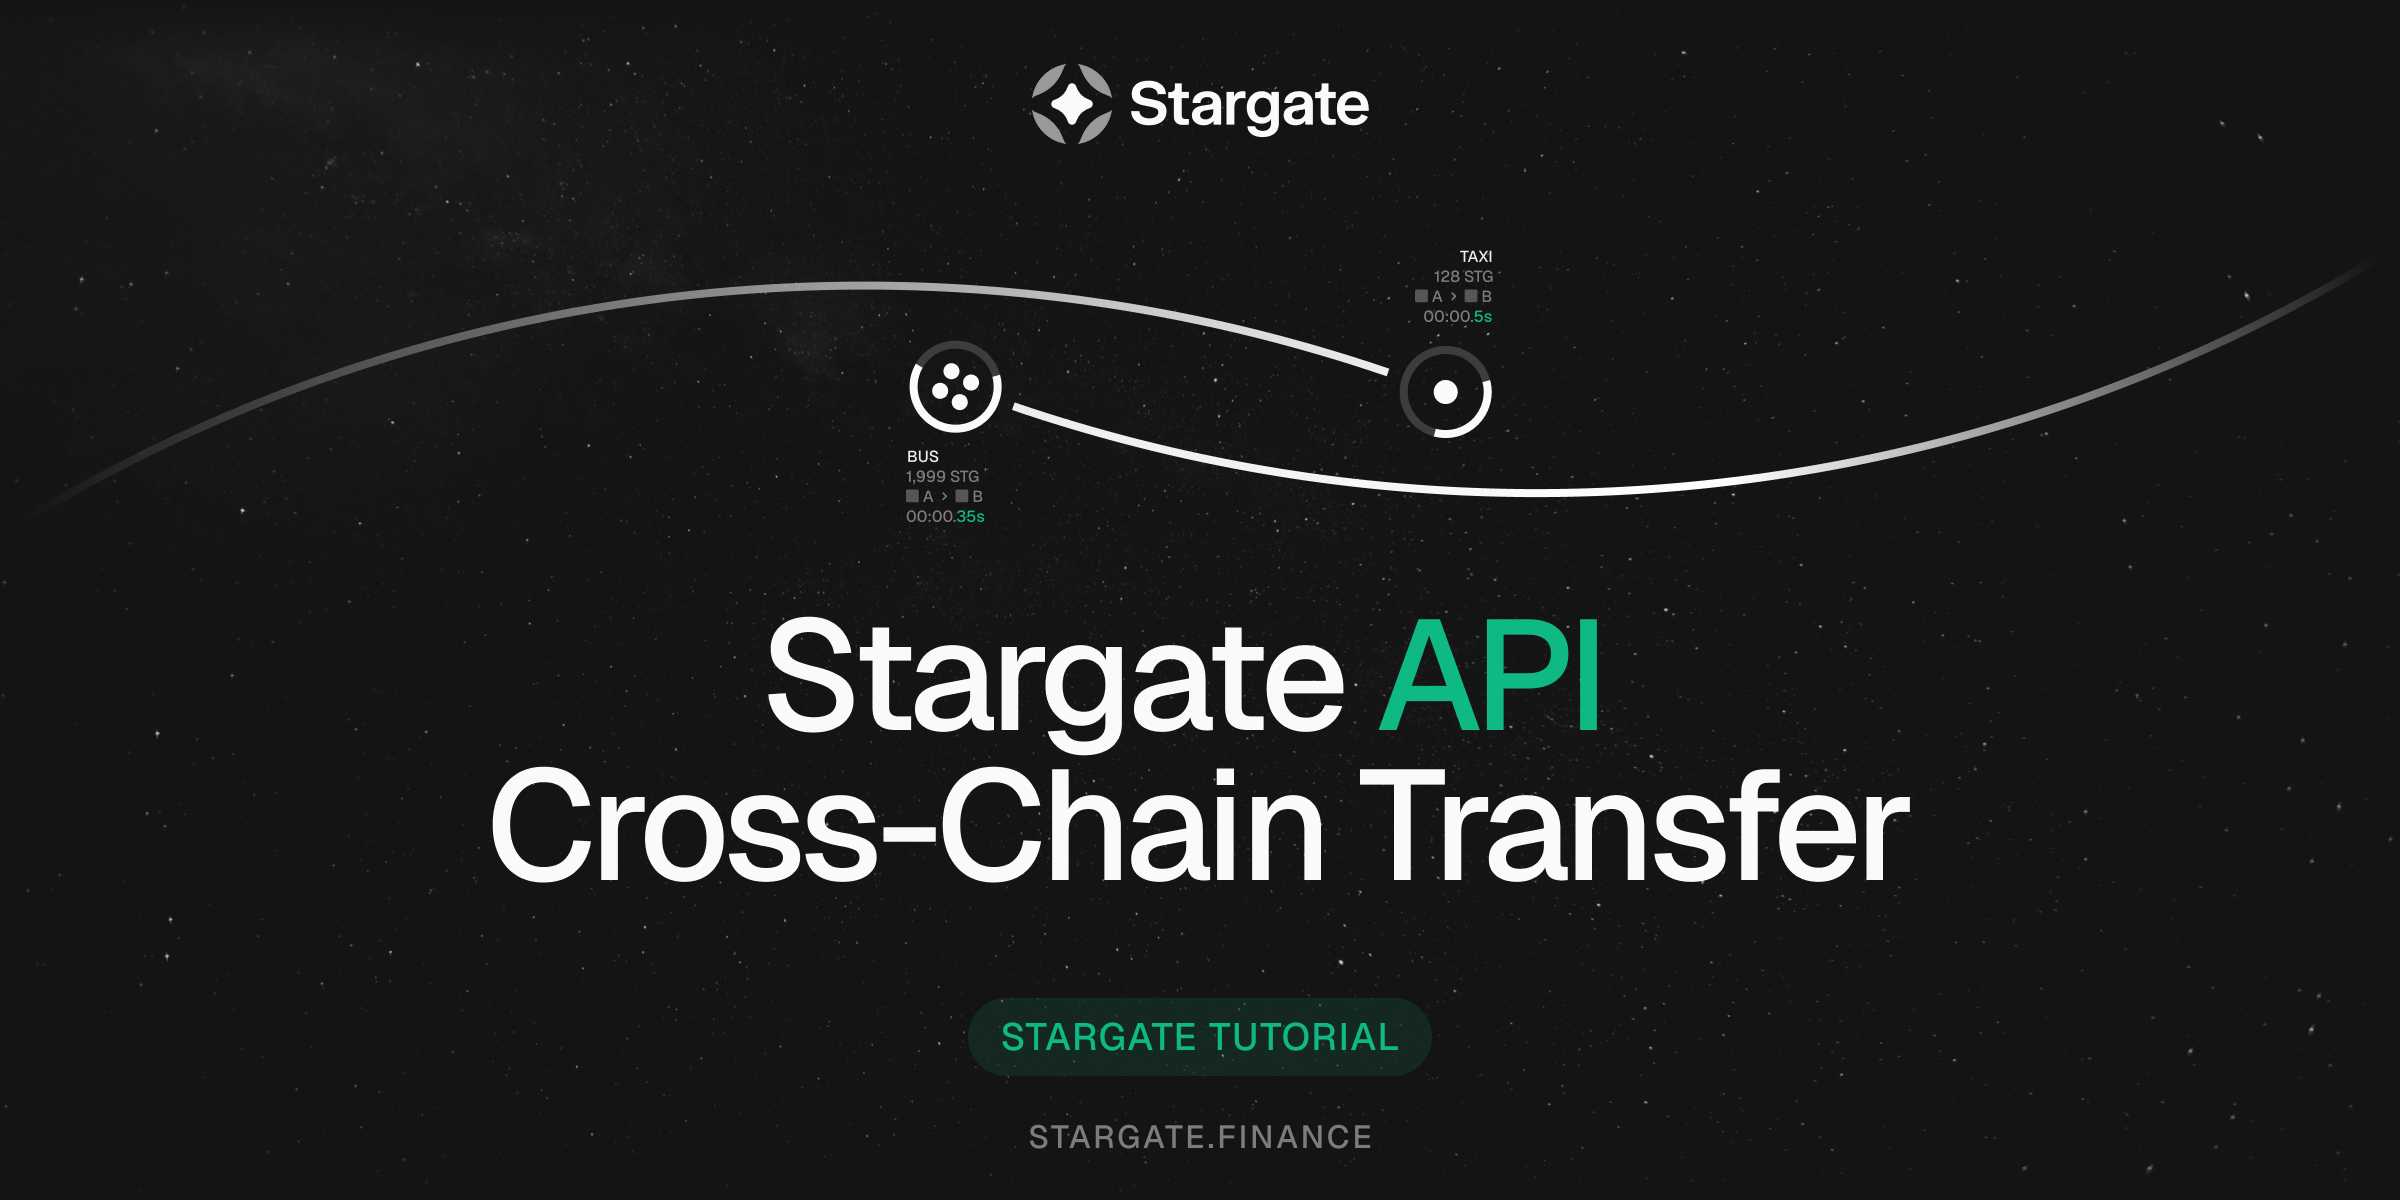 Stargate
TAXI
128 STG
A > B
00:00.5s
BUS
1,999 STG
A > B
00:00.35s
Stargate API
Cross-Chain Transfer
STARGATE TUTORIAL
STARGATE.FINANCE